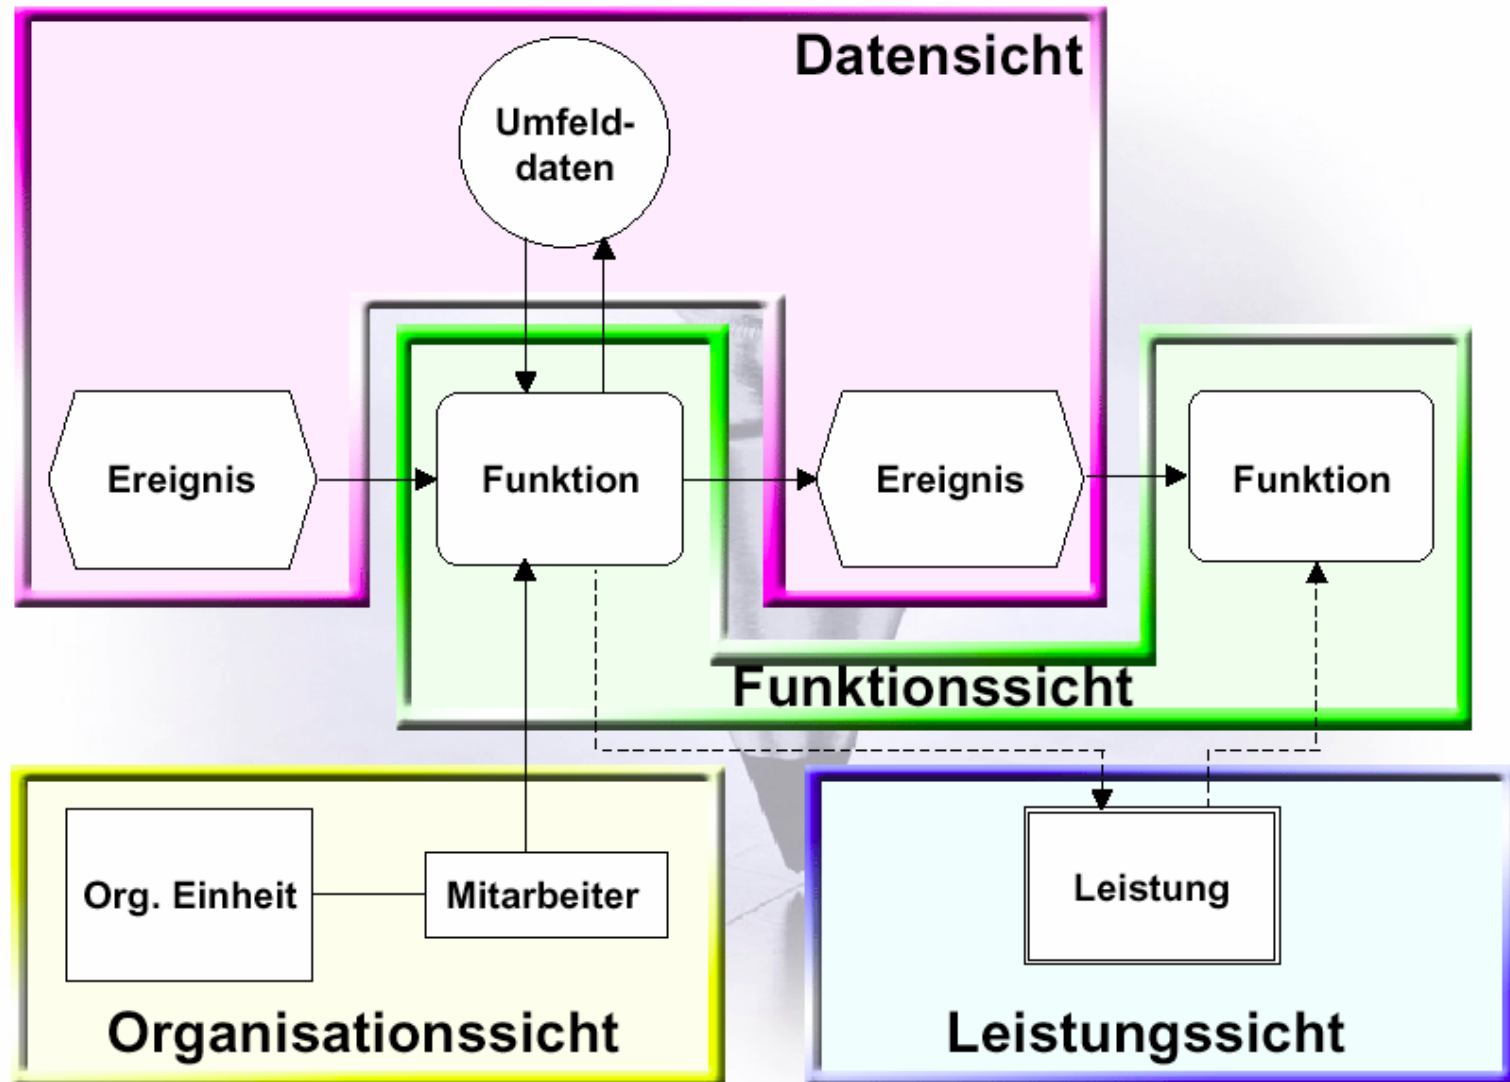 Datensicht
Umfeld-
daten
Ereignis
Funktion
Ereignis
Funktion
Funktionssicht
Org. Einheit
Mitarbeiter
Leistung
Organisationssicht
Leistungssicht